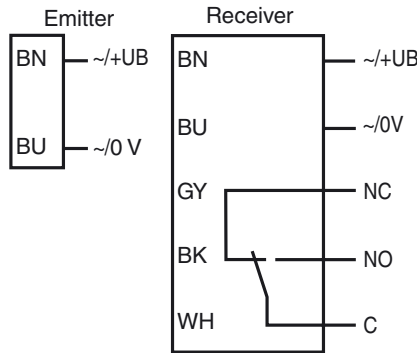 Emitter
BN ~/+UB
BU ~/0 V
Receiver
BN ~/+UB
BU ~/0V
GY NC
BK NO
WH C